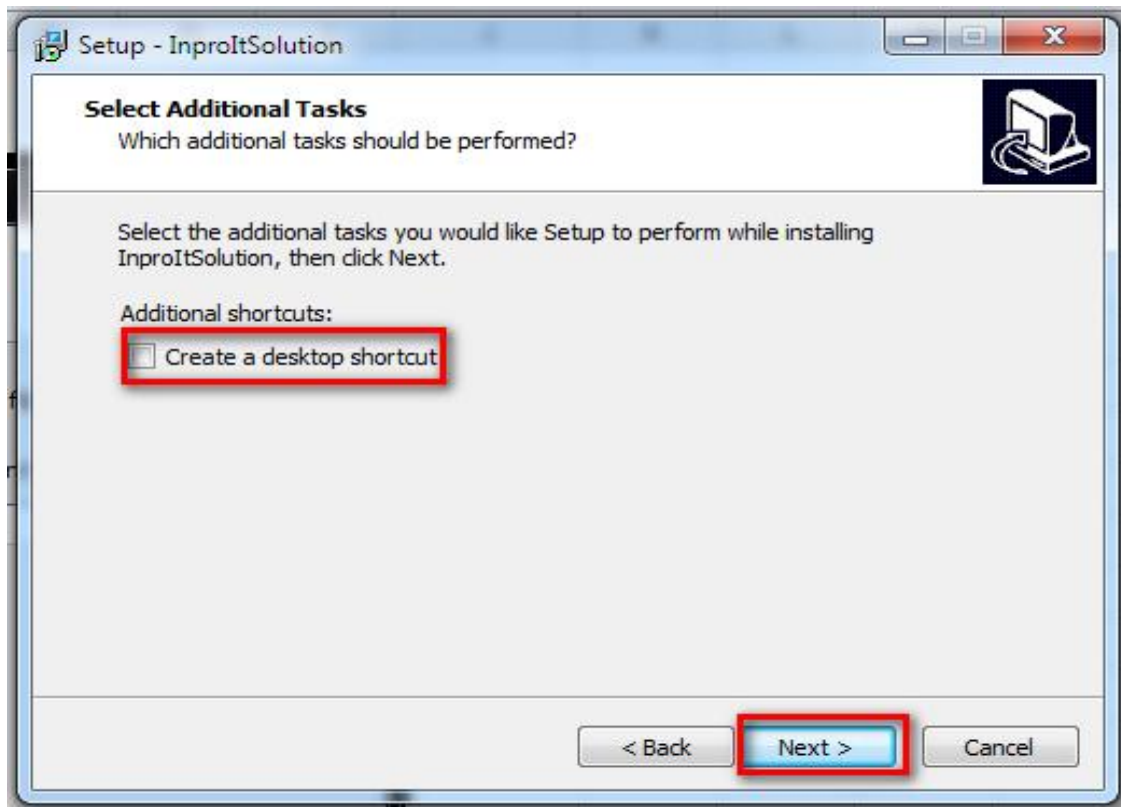 Setup - InproItSolution
Select Additional Tasks
Which additional tasks should be performed?
Select the additional tasks you would like Setup to perform while installing
InproItSolution, then click Next.
Additional shortcuts:
Create a desktop shortcut
< Back Next > Cancel